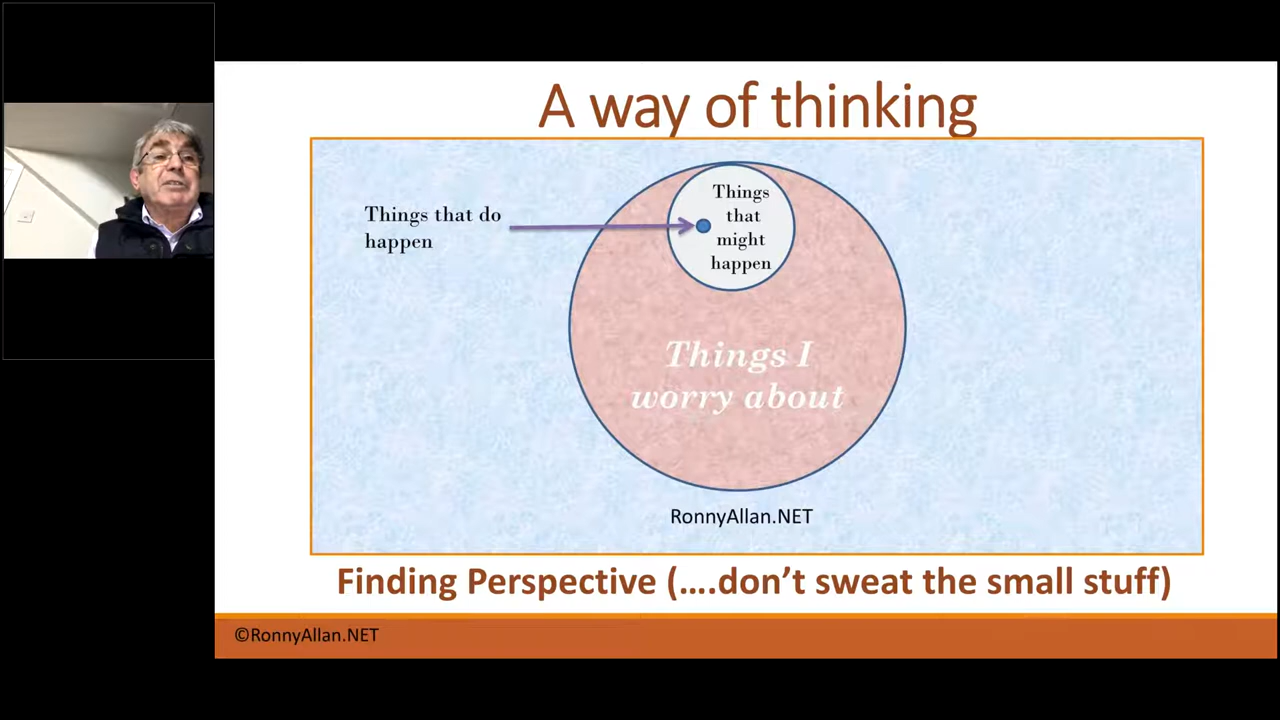 A way of thinking
Things that do
happen
Things
that
might
happen
Things I
worry about
RonnyAllan.NET
Finding Perspective (....don’t sweat the small stuff)
©RonnyAllan.NET